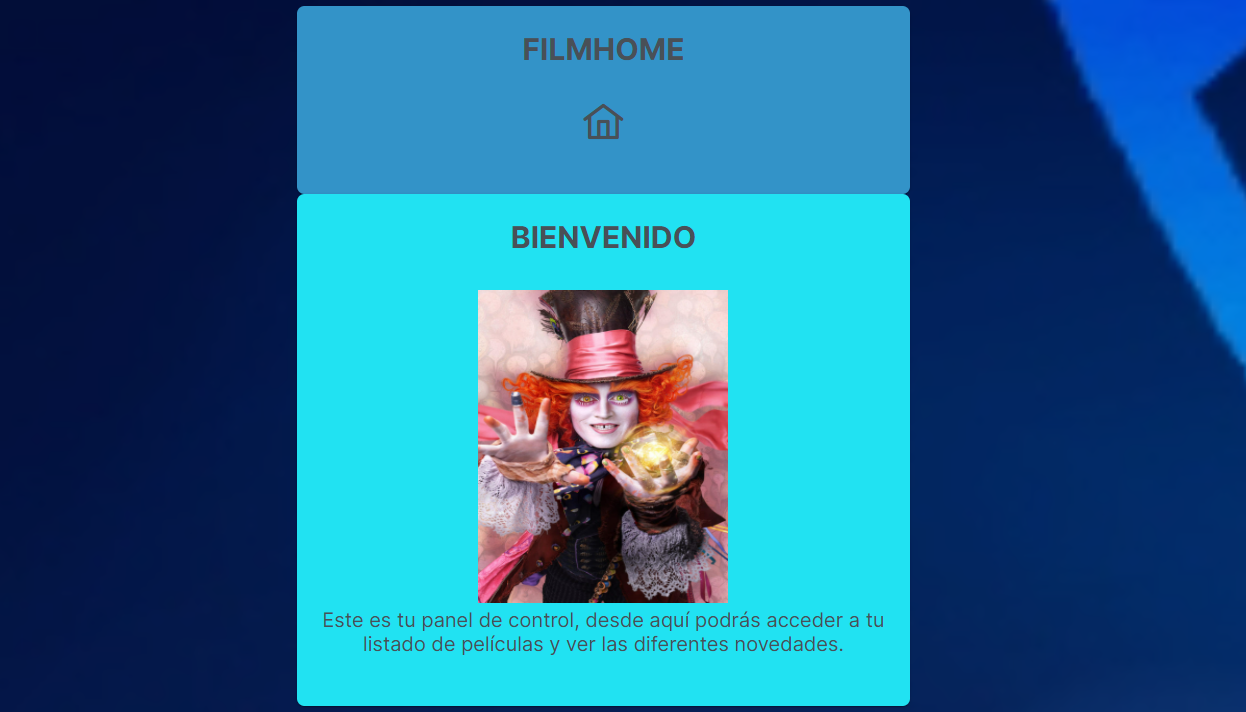 FILMHOME
BIENVENIDO
Este es tu panel de control, desde aquí podrás acceder a tu
listado de películas y ver las diferentes novedades.